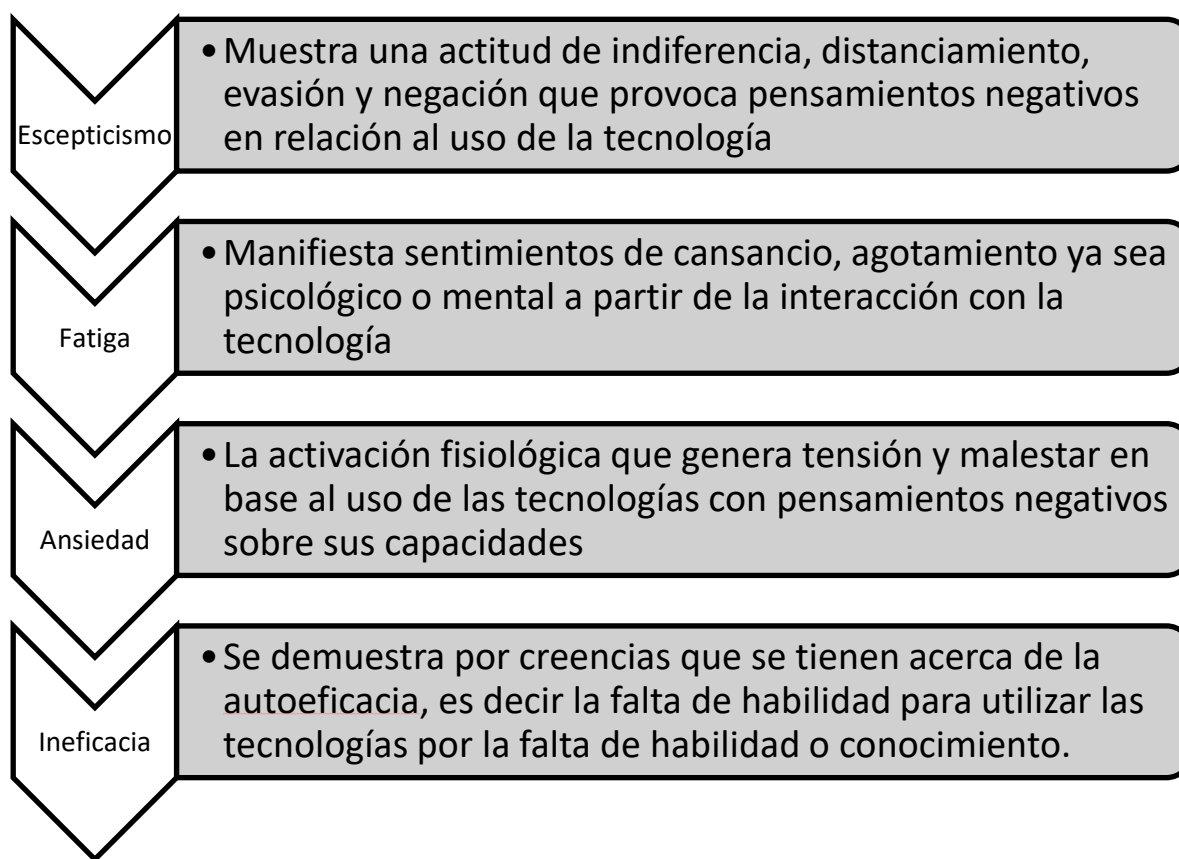 Escepticismo
• Muestra una actitud de indiferencia, distanciamiento,
evasión y negación que provoca pensamientos negativos
en relación al uso de la tecnología
Fatiga
• Manifiesta sentimientos de cansancio, agotamiento ya sea
psicológico o mental a partir de la interacción con la
tecnología
Ansiedad
• La activación fisiológica que genera tensión y malestar en
base al uso de las tecnologías con pensamientos negativos
sobre sus capacidades
Ineficacia
• Se demuestra por creencias que se tienen acerca de la
autoeficacia, es decir la falta de habilidad para utilizar las
tecnologías por la falta de habilidad o conocimiento.